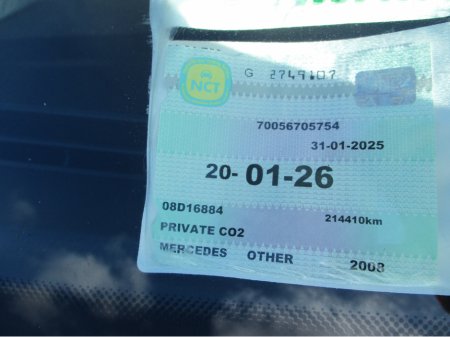 NCT
G 2749107
70056705754
31-01-2025
20-01-26
08D16884
214410km
PRIVATE CO2
MERCEDES OTHER 2008